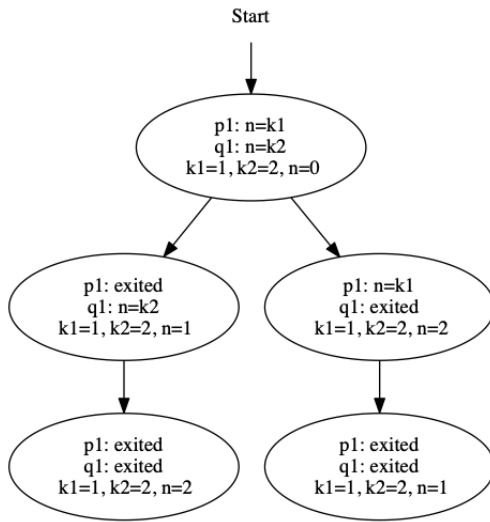 Start
p1: n=k1
q1: n=k2
k1=1, k2=2, n=0
p1: exited
q1: n=k2
k1=1, k2=2, n=1
p1: n=k1
q1: exited
k1=1, k2=2, n=2
p1: exited
q1: exited
k1=1, k2=2, n=2
p1: exited
q1: exited
k1=1, k2=2, n=1